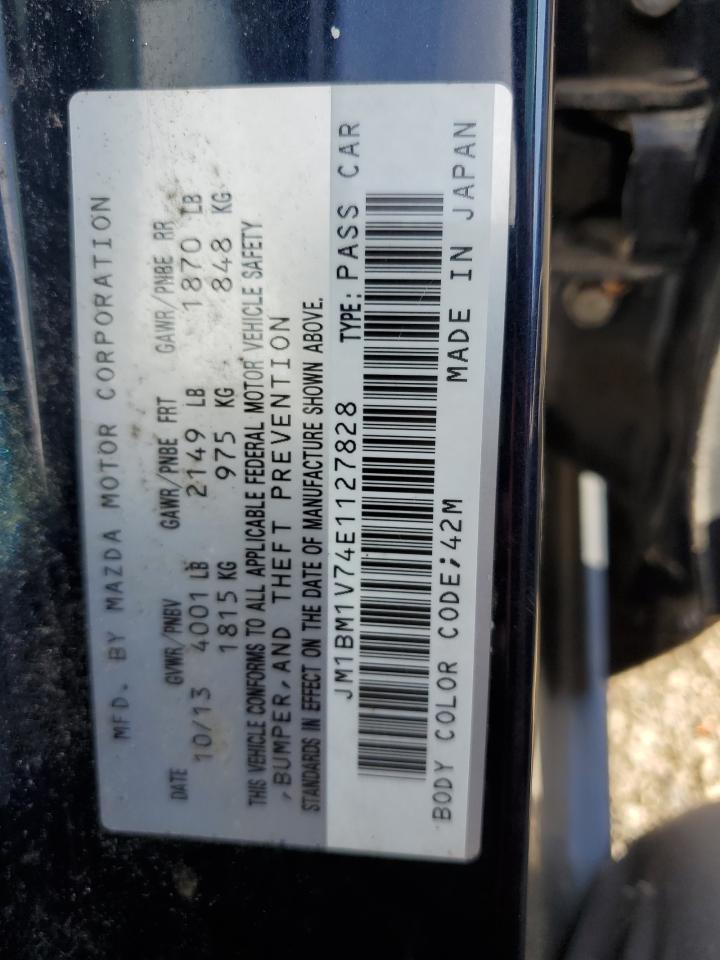 MFD. BY MAZDA MOTOR CORPORATION
DATE GVWR/PNBV GAWR/PNBE FRT GAWR/PNBE RR
10/13 4001 LB 2149 LB 1870 LB
1815 KG 975 KG 848 KG
THIS VEHICLE CONFORMS TO ALL APPLICABLE FEDERAL MOTOR VEHICLE SAFETY
,BUMPER,AND THEFT PREVENTION
STANDARDS IN EFFECT ON THE DATE OF MANUFACTURE SHOWN ABOVE.
JM1BM1V74E1127828 TYPE: PASS CAR
BODY COLOR CODE;42M MADE IN JAPAN